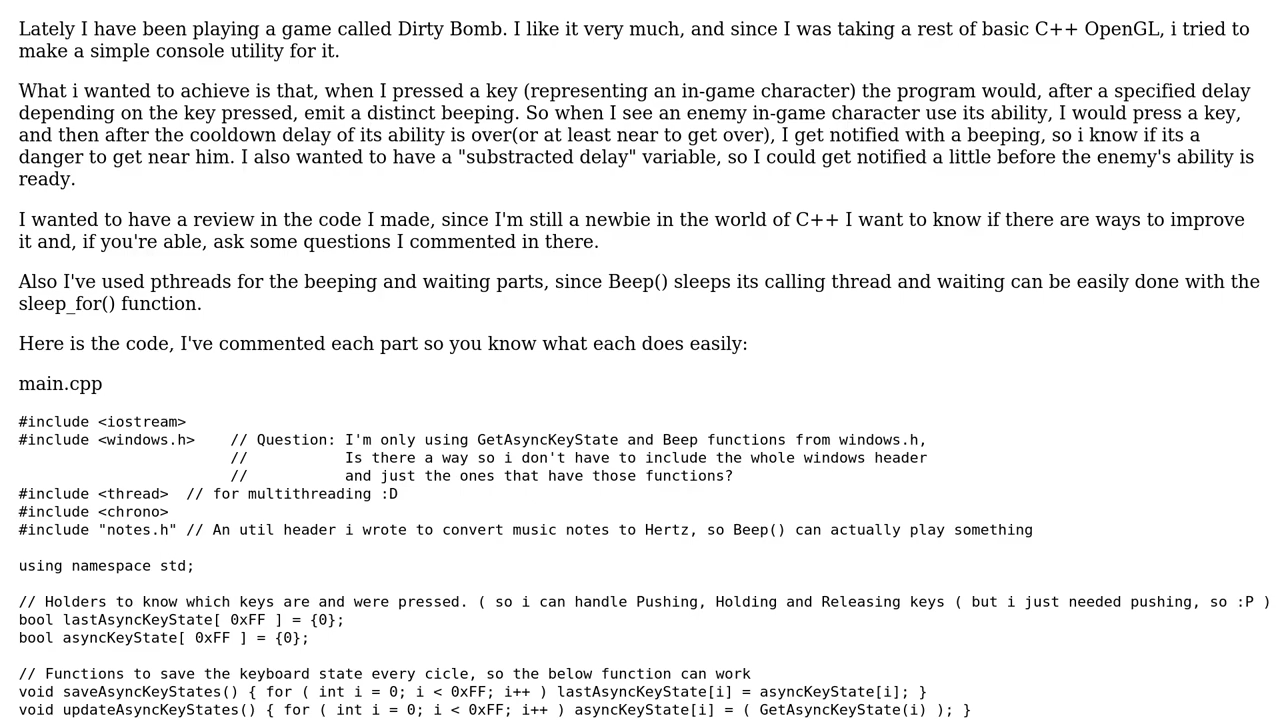 Lately I have been playing a game called Dirty Bomb. I like it very much, and since I was taking a rest of basic C++ OpenGL, i tried to
make a simple console utility for it.
What i wanted to achieve is that, when I pressed a key (representing an in-game character) the program would, after a specified delay
depending on the key pressed, emit a distinct beeping. So when I see an enemy in-game character use its ability, I would press a key,
and then after the cooldown delay of its ability is over(or at least near to get over), I get notified with a beeping, so i know if its a
danger to get near him. I also wanted to have a "substracted delay" variable, so I could get notified a little before the enemy's ability is
ready.
I wanted to have a review in the code I made, since I'm still a newbie in the world of C++ I want to know if there are ways to improve
it and, if you're able, ask some questions I commented in there.
Also I've used pthreads for the beeping and waiting parts, since Beep() sleeps its calling thread and waiting can be easily done with the
sleep_for() function.
Here is the code, I've commented each part so you know what each does easily:
main.cpp
#include <iostream>
#include <windows.h>    // Question: I'm only using GetAsyncKeyState and Beep functions from windows.h,
                        //           Is there a way so i don't have to include the whole windows header
                        //           and just the ones that have those functions?
#include <thread>  // for multithreading :D
#include <chrono>
#include "notes.h" // An util header i wrote to convert music notes to Hertz, so Beep() can actually play something
using namespace std;
// Holders to know which keys are and were pressed. ( so i can handle Pushing, Holding and Releasing keys ( but i just needed pushing, so :P )
bool lastAsyncKeyState[ 0xFF ] = {0};
bool asyncKeyState[ 0xFF ] = {0};
// Functions to save the keyboard state every cicle, so the below function can work
void saveAsyncKeyStates() { for ( int i = 0; i < 0xFF; i++ ) lastAsyncKeyState[i] = asyncKeyState[i]; }
void updateAsyncKeyStates() { for ( int i = 0; i < 0xFF; i++ ) asyncKeyState[i] = ( GetAsyncKeyState(i) ); }